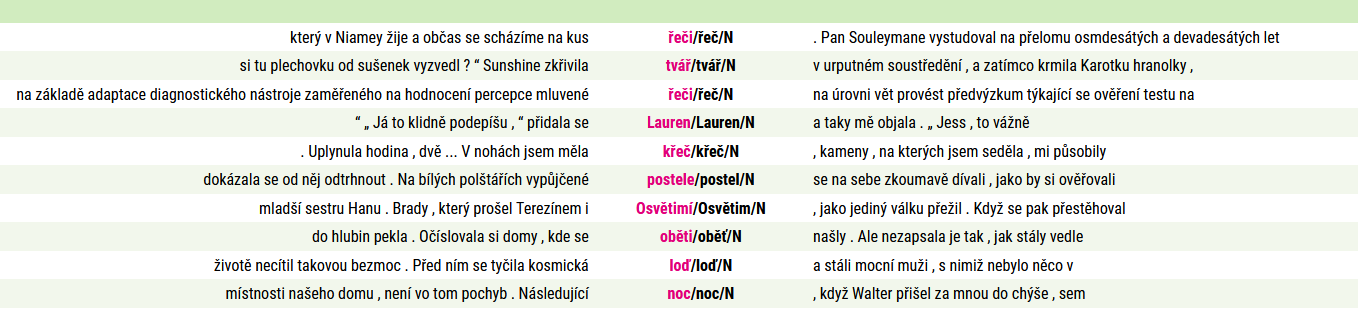 který v Niamey žije a občas se scházíme na kus řeči/řeč/N . Pan Souleymane vystudoval na přelomu osmdesátých a devadesátých let
si tu plechovku od sušenek vyzvedl ? “ Sunshine zkřivila tvář/tvář/N v urputném soustředění , a zatímco krmila Karotku hranolky ,
na základě adaptace diagnostického nástroje zaměřeného na hodnocení percepce mluvené řeči/řeč/N na úrovni vět provést předvýzkum týkající se ověření testu na
“ „ Já to klidně podepíšu , “ přidala se Lauren/Lauren/N a taky mě objala . „ Jess , to vážně
. Uplynula hodina , dvě ... V nohách jsem měla křeč/křeč/N , kameny , na kterých jsem seděla , mi působily
dokázala se od něj odtrhnout . Na bílých polštářích vypůjčené postele/postel/N se na sebe zkoumavě dívali , jako by si ověřovali
mladší sestru Hanu . Brady , který prošel Terezínem i Osvětimí/Osvětim/N , jako jediný válku přežil . Když se pak přestěhoval
do hlubin pekla . Očíslovala si domy , kde se oběti/oběť/N našly . Ale nezapsala je tak , jak stály vedle
životě necítil takovou bezmoc . Před ním se tyčila kosmická loď/loď/N a stáli mocní muži , s nimiž nebylo něco v
místnosti našeho domu , není vo tom pochyb . Následující noc/noc/N , když Walter přišel za mnou do chýše , sem